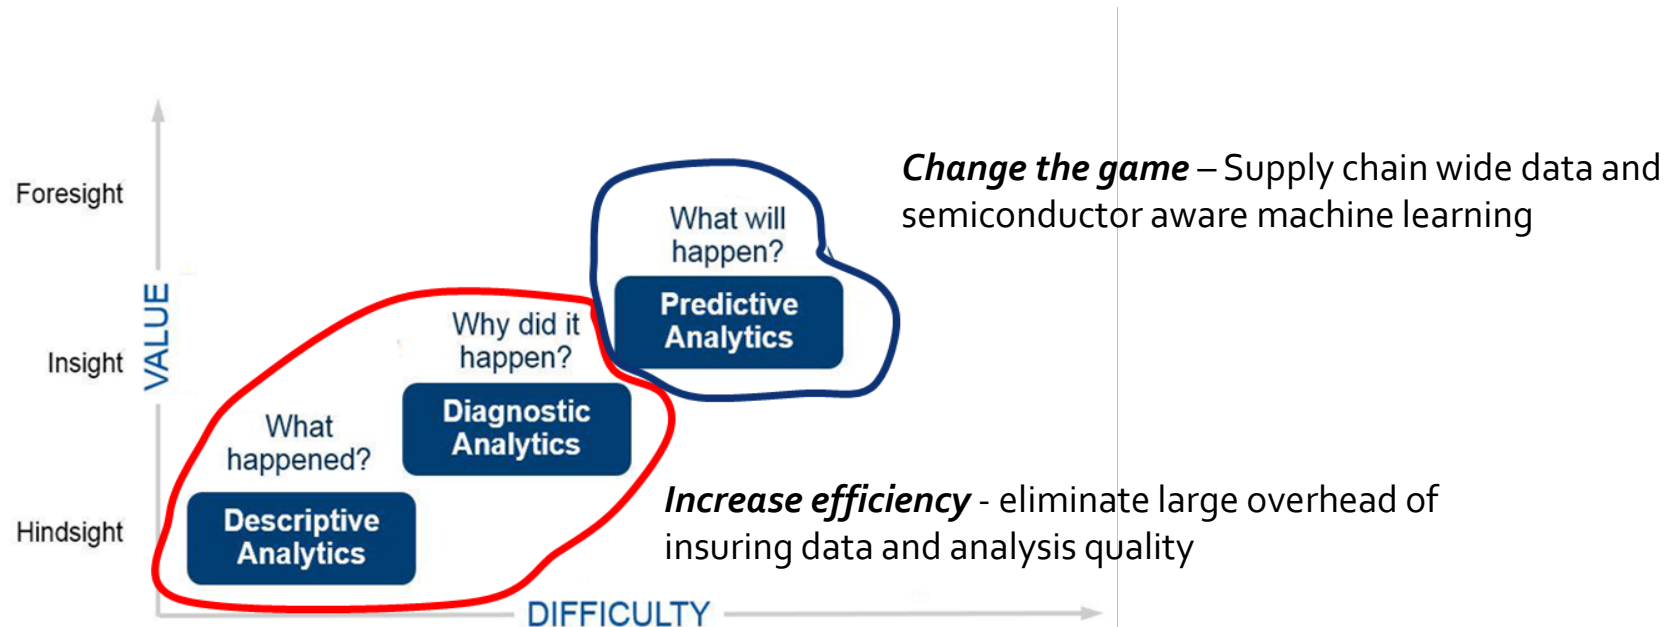 Change the game – Supply chain wide data and
semiconductor aware machine learning
Foresight
What will
happen?
Predictive
Analytics
VALUE
Insight
Why did it
happen?
Diagnostic
Analytics
What
happened?
Increase efficiency - eliminate large overhead of
insuring data and analysis quality
Hindsight
Descriptive
Analytics
DIFFICULTY